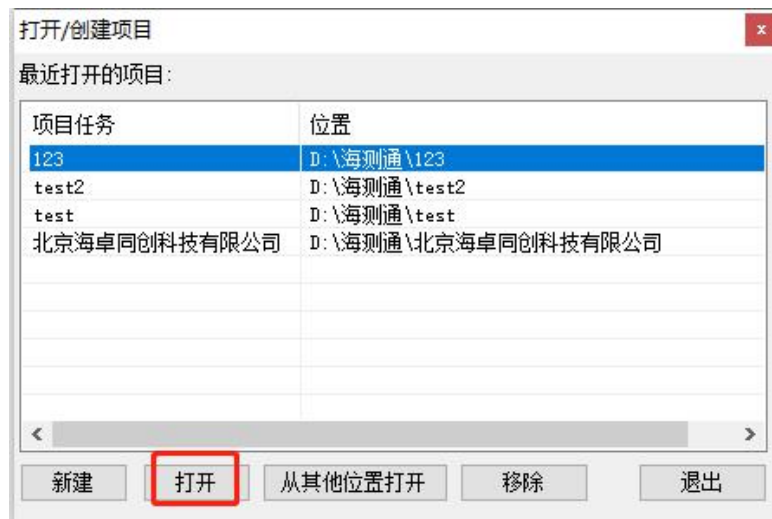 打开/创建项目
x
最近打开的项目:
项目任务 位置
123 D:\海测通\123
test2 D:\海测通\test2
test D:\海测通\test
北京海卓同创科技有限公司 D:\海测通\北京海卓同创科技有限公司
新建 打开 从其他位置打开 移除 退出